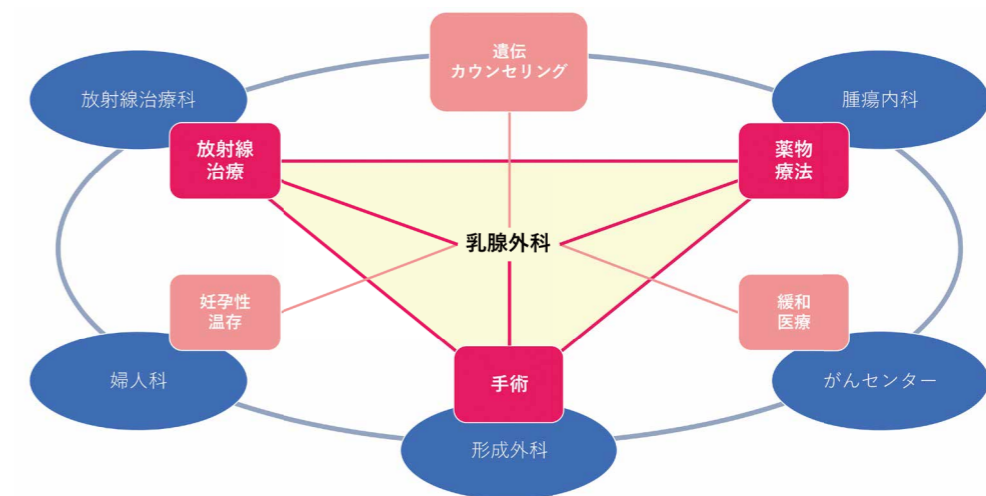 遺伝
カウンセリング
放射線治療科
腫瘍内科
放射線
治療
薬物
療法
乳腺外科
妊孕性
温存
緩和
医療
婦人科
手術
がんセンター
形成外科